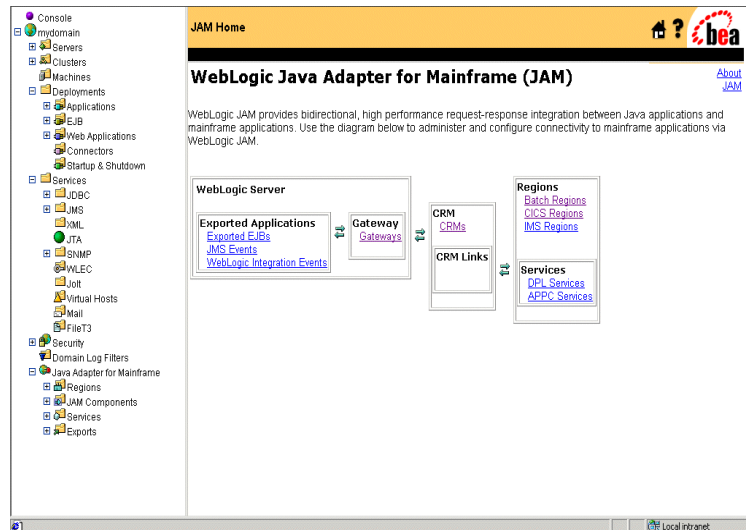 Console
mydomain
Servers
Clusters
Machines
Deployments
Applications
EJB
Web Applications
Connectors
Startup & Shutdown
Services
JDBC
JMS
XML
JTA
SNMP
WLEC
Jolt
Virtual Hosts
Mail
FileT3
Security
Domain Log Filters
Java Adapter for Mainframe
Regions
JAM Components
Services
Exports
JAM Home
?
bea
WebLogic Java Adapter for Mainframe (JAM)
About
JAM
WebLogic JAM provides bidirectional, high performance request-response integration between Java applications and
mainframe applications. Use the diagram below to administer and configure connectivity to mainframe applications via
WebLogic JAM.
WebLogic Server
Exported Applications
Exported EJBs
JMS Events
WebLogic Integration Events
Gateway
Gateways
CRM
CRMs
CRM Links
Regions
Batch Regions
CICS Regions
IMS Regions
Services
DPL Services
APPC Services
Local intranet